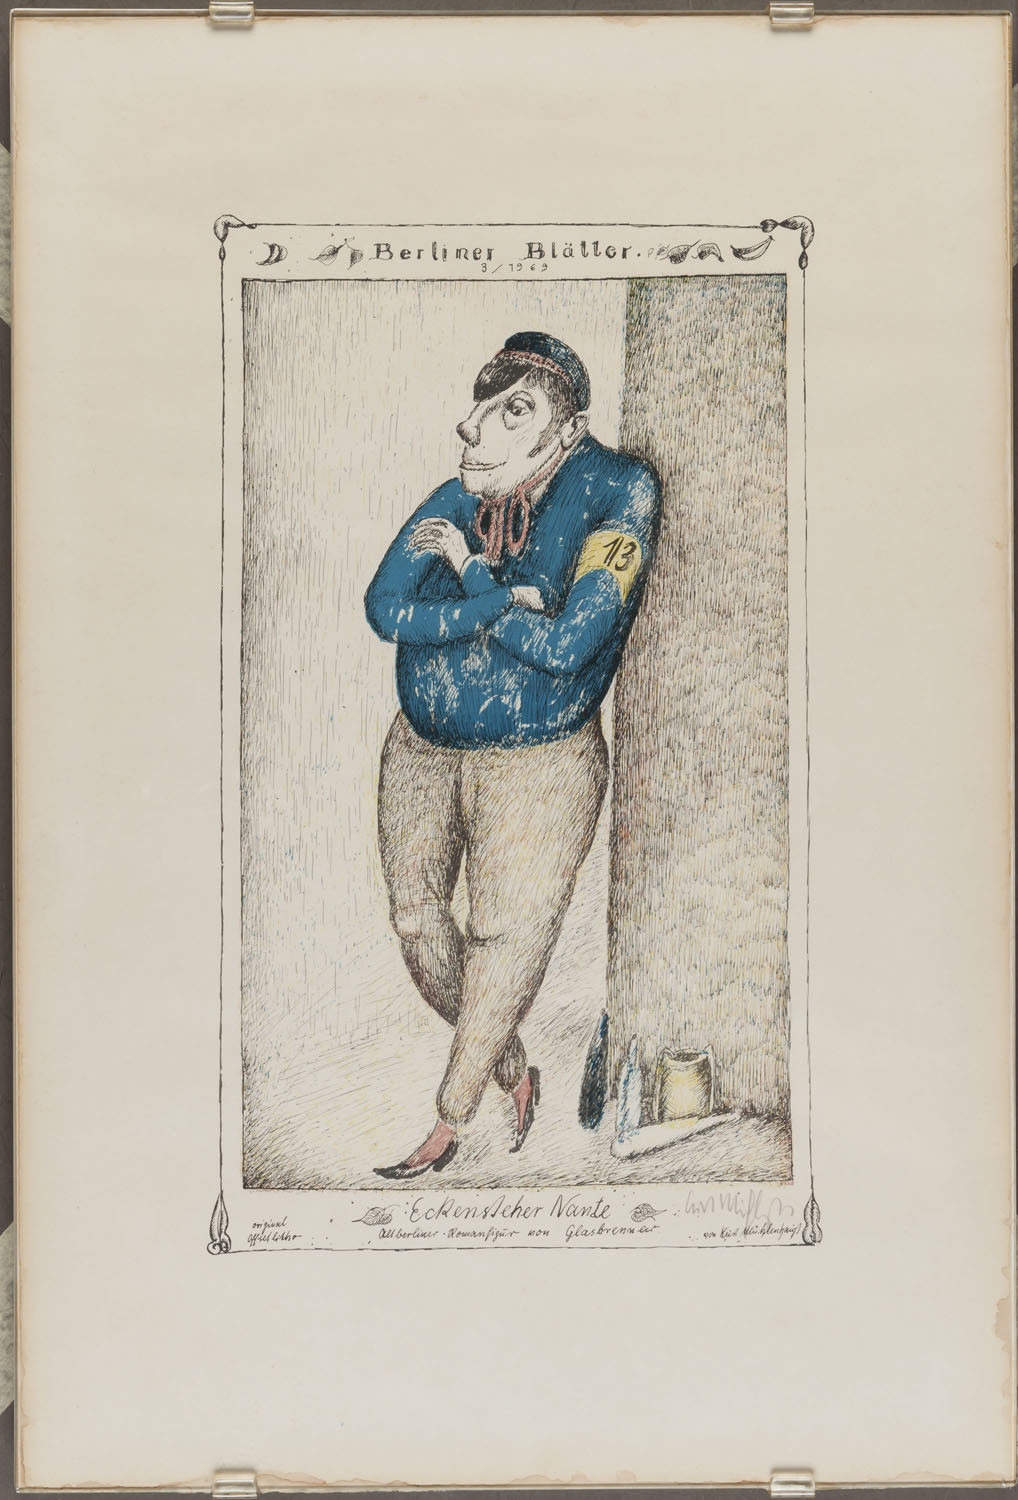 Berliner Blätter.
3/1969
13
Eckensteher Nante
Altberliner-Romanfigur von Glasbrenner
original
offsetlitho
von Kurt Mühlenhaupt